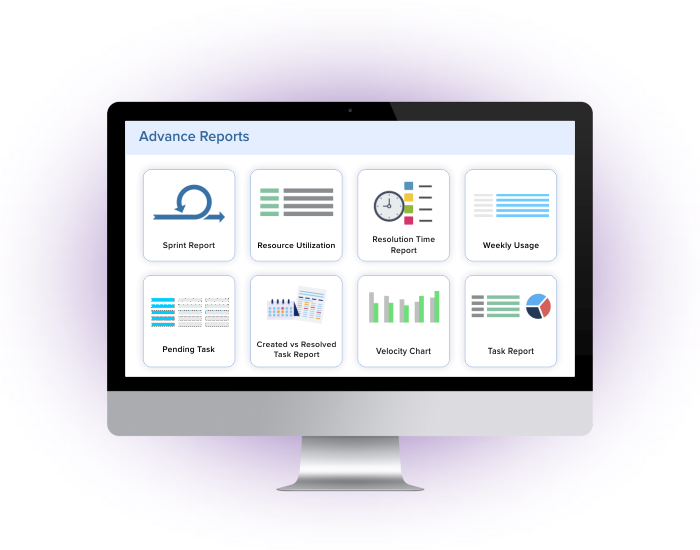 Advance Reports
Sprint Report
Resource Utilization
Resolution Time
Report
Weekly Usage
Pending Task
Created vs Resolved
Task Report
Velocity Chart
Task Report